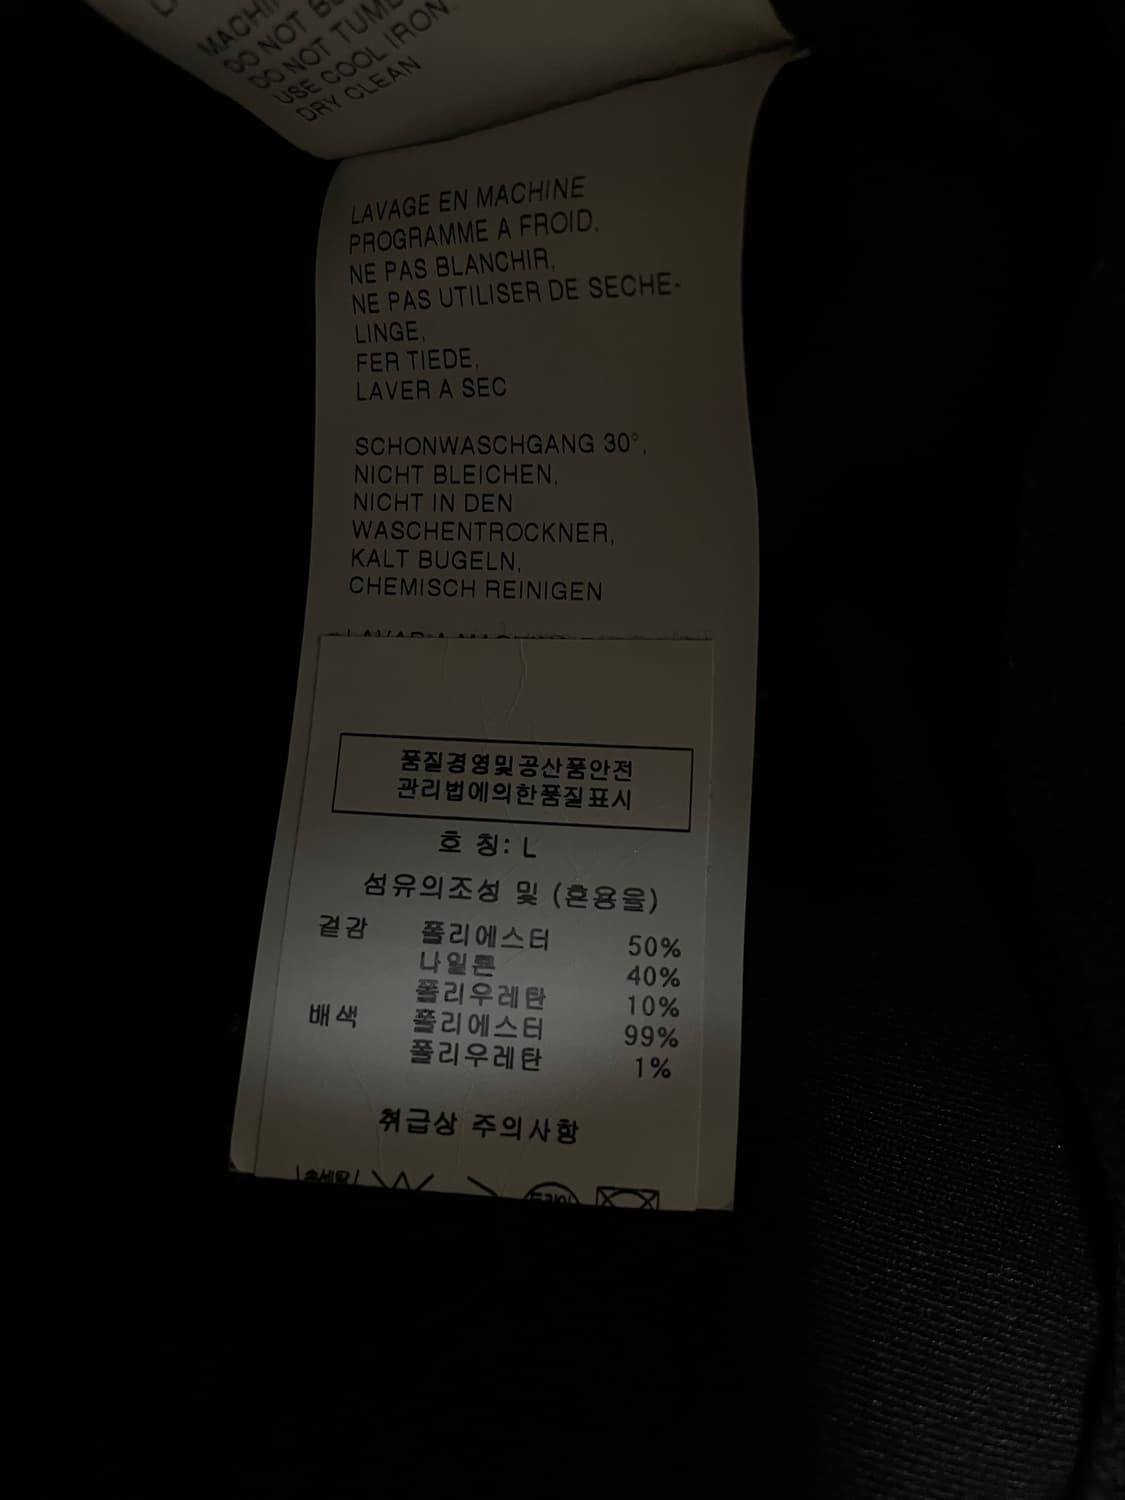 DO NOT
USE COOL IRON.
DRY CLEAN
LAVAGE EN MACHINE
PROGRAMME A FROID,
NE PAS BLANCHIR,
NE PAS UTILISER DE SECHE-
LINGE,
FER TIEDE,
LAVER A SEC
SCHONWASCHGANG 30°,
NICHT BLEICHEN,
NICHT IN DEN
WASCHENTROCKNER,
KALT BUGELN,
CHEMISCH REINIGEN
품질경영및공산품안전
관리법에의한품질표시
호 칭: L
섬유의조성 및 (혼용율)
겉감 폴리에스터 50%
나일론 40%
폴리우레탄 10%
배색 폴리에스터 99%
폴리우레탄 1%
취급상 주의사항